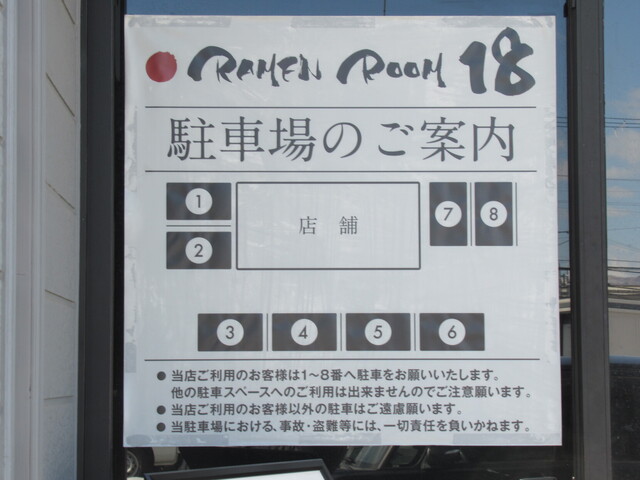 RAMEN ROOM 18
駐車場のご案内
1
2
店舗
7
8
3
4
5
6
● 当店ご利用のお客様は1〜8番へ駐車をお願いいたします。
他の駐車スペースへのご利用は出来ませんのでご注意願います。
● 当店ご利用のお客様以外の駐車はご遠慮願います。
● 当駐車場における、事故・盗難等には、一切責任を負いかねます。